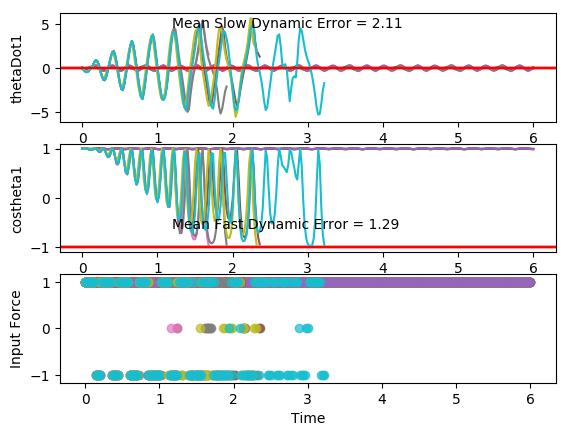 Mean Slow Dynamic Error = 2.11
thetaDot1
5
0
−5
0 1 2 3 4 5 6
costheta1
1
0
−1
Mean Fast Dynamic Error = 1.29
0 1 2 3 4 5 6
Input Force
1
0
−1
0 1 2 3 4 5 6
Time